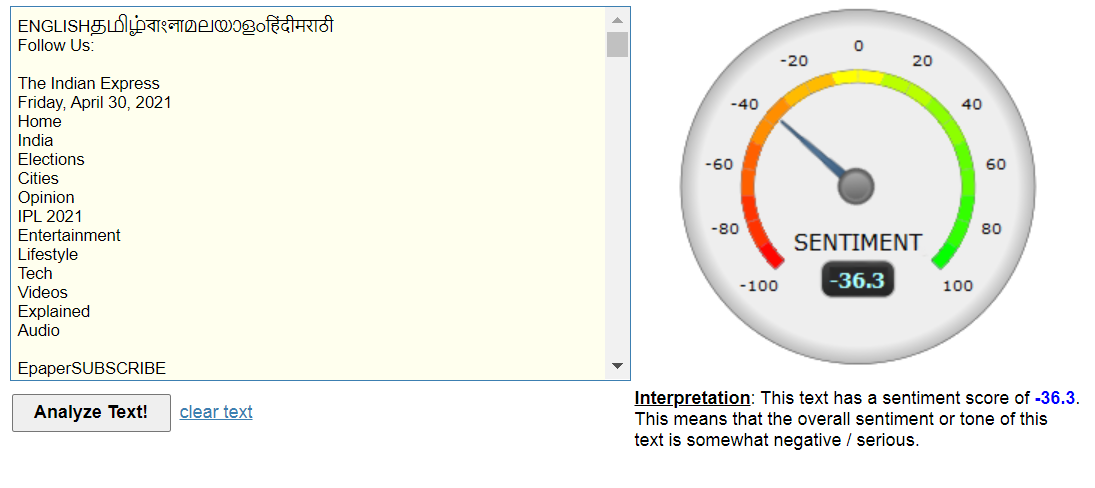 ENGLISHதமிழ்বাংলাമലയാളംहिंदीमराठी
Follow Us:
The Indian Express
Friday, April 30, 2021
Home
India
Elections
Cities
Opinion
IPL 2021
Entertainment
Lifestyle
Tech
Videos
Explained
Audio
EpaperSUBSCRIBE
Analyze Text! clear text
0
-20 20
-40 40
-60 60
-80 80
-100 100
SENTIMENT
-36.3
Interpretation: This text has a sentiment score of -36.3.
This means that the overall sentiment or tone of this
text is somewhat negative / serious.